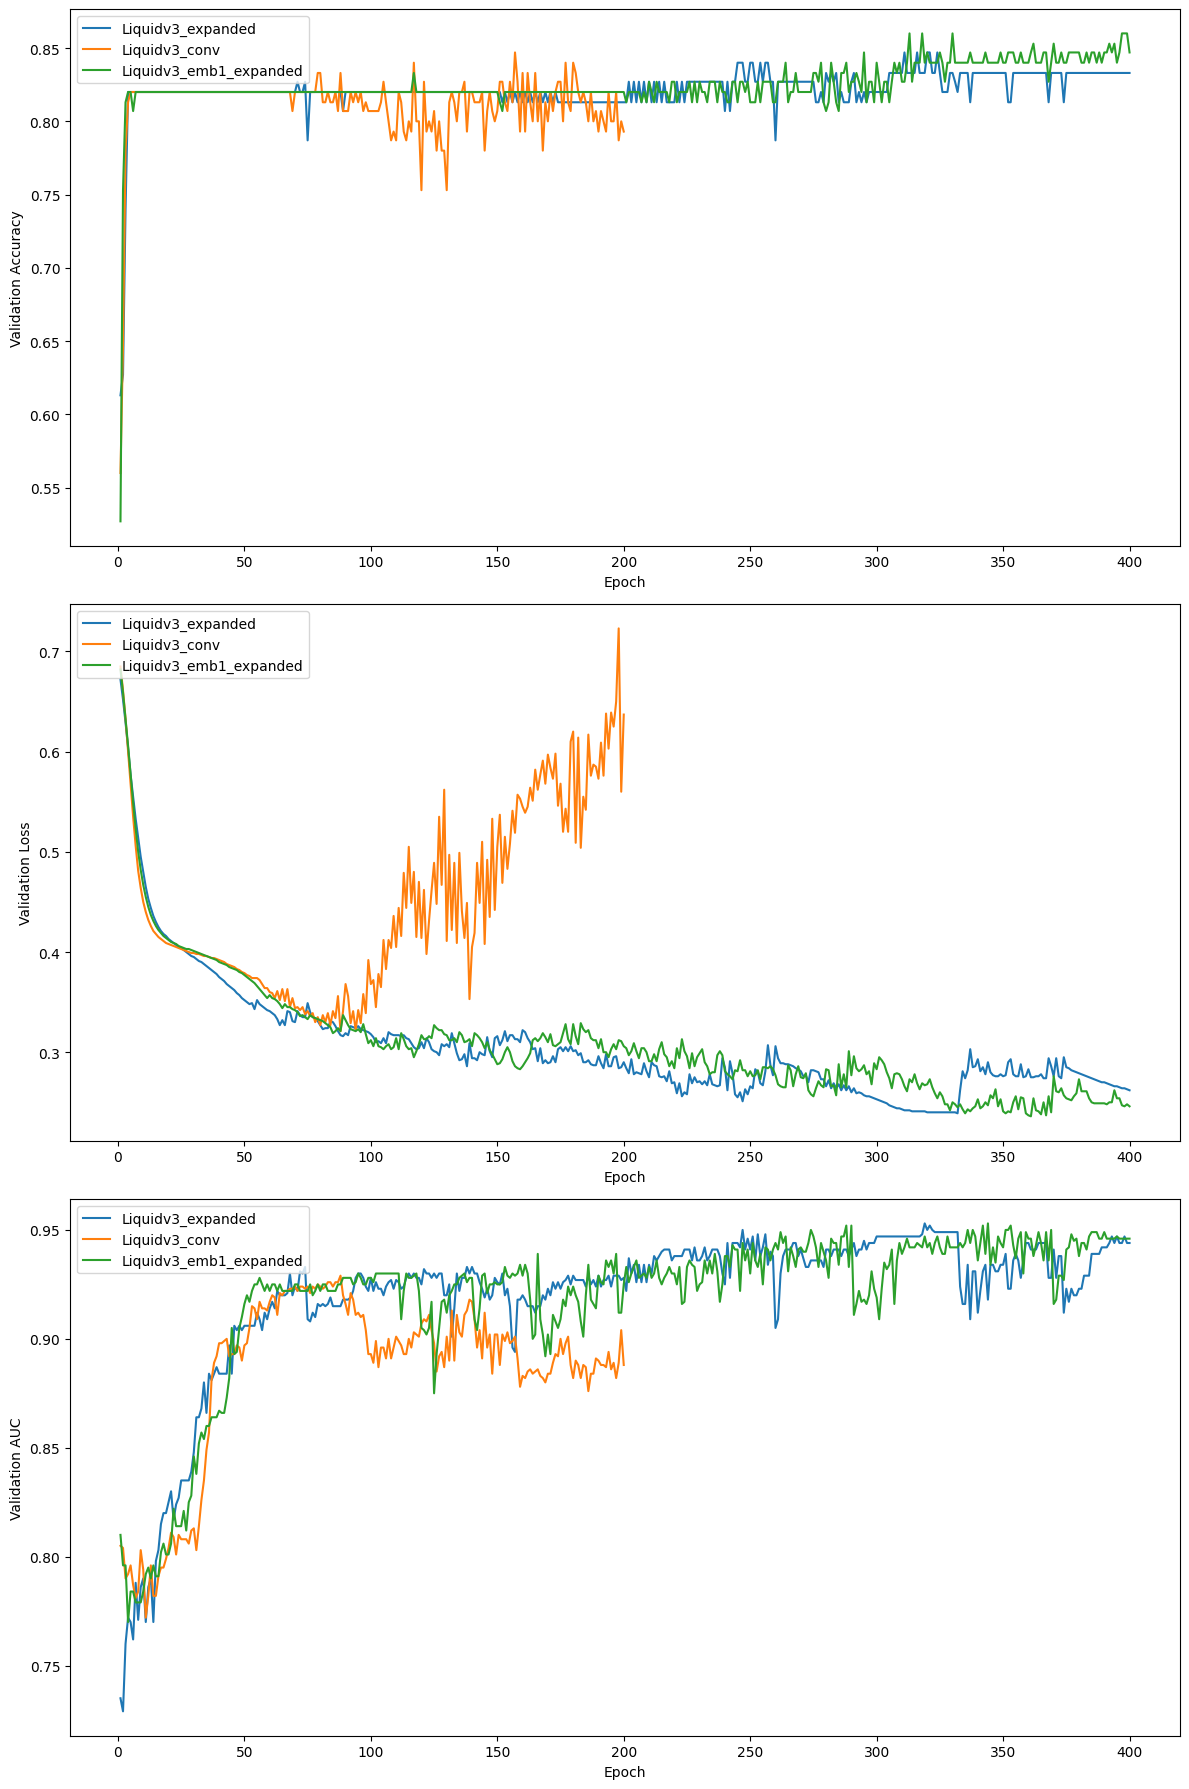 Liquidv3_expanded
Liquidv3_conv
Liquidv3_emb1_expanded
0.85
0.80
0.75
0.70
0.65
0.60
0.55
Validation Accuracy
0 50 100 150 200 250 300 350 400
Epoch
Liquidv3_expanded
Liquidv3_conv
Liquidv3_emb1_expanded
0.7
0.6
0.5
0.4
0.3
Validation Loss
0 50 100 150 200 250 300 350 400
Epoch
Liquidv3_expanded
Liquidv3_conv
Liquidv3_emb1_expanded
0.95
0.90
0.85
0.80
0.75
Validation AUC
0 50 100 150 200 250 300 350 400
Epoch